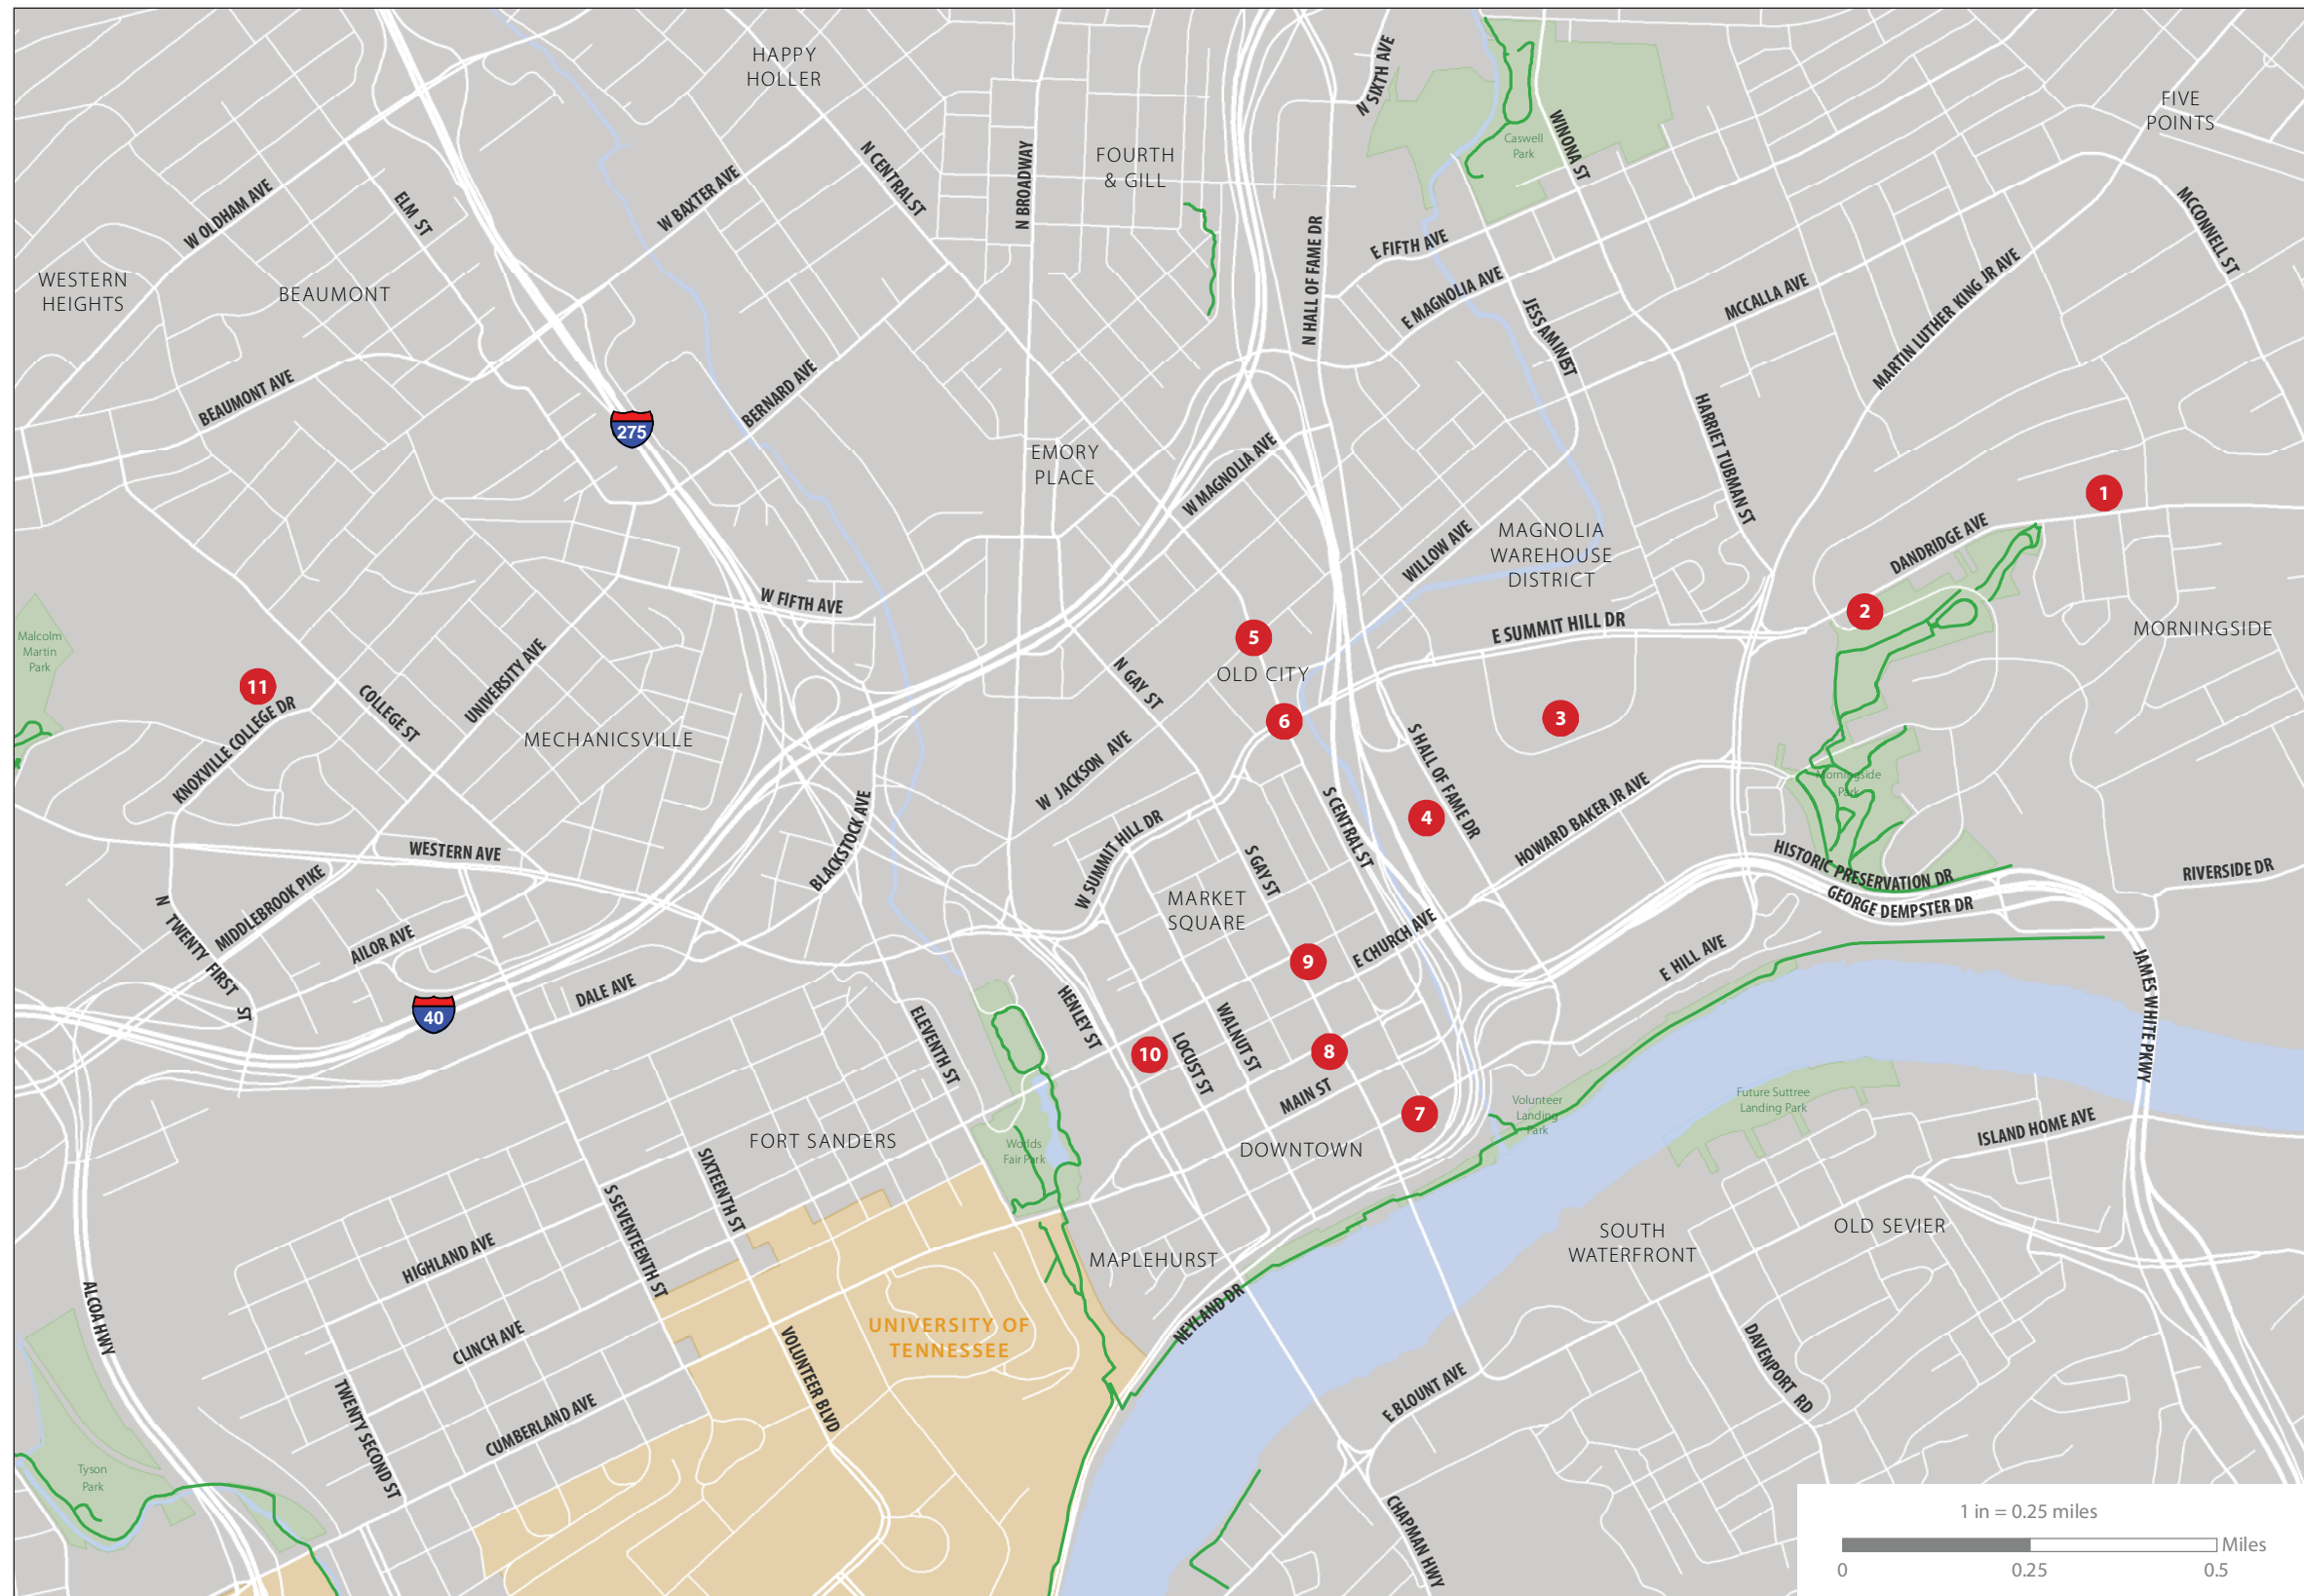 HAPPY
HOLLER
N SIXTH AVE
FIVE
POINTS
Caswell
Park
WINONA ST
FOURTH
& GILL
N CENTRAL ST
N BROADWAY
W BAXTER AVE
W OLDHAM AVE
ELM ST
MCCONNELL ST
WESTERN
HEIGHTS
BEAUMONT
E FIFTH AVE
N HALL OF FAME DR
E MAGNOLIA AVE
MCCALLA AVE
MARTIN LUTHER KING JR AVE
JESSAMINE ST
BEAUMONT AVE
BERNARD AVE
275
HARRIET TUBMAN ST
EMORY
PLACE
W MAGNOLIA AVE
1
WILLOW AVE
MAGNOLIA
WAREHOUSE
DISTRICT
DANDRIDGE AVE
W FIFTH AVE
2
E SUMMIT HILL DR
MORNINGSIDE
Malcolm
Martin
Park
5
OLD CITY
UNIVERSITY AVE
N GAY ST
11
COLLEGE ST
6
3
KNOXVILLE COLLEGE DR
MECHANICSVILLE
W JACKSON AVE
S HALL OF FAME DR
Morningside
Park
4
S CENTRAL ST
HOWARD BAKER JR AVE
BLACKSTOCK AVE
W SUMMIT HILL DR
WESTERN AVE
S GAY ST
HISTORIC PRESERVATION DR
RIVERSIDE DR
GEORGE DEMPSTER DR
MIDDLEBROOK PIKE
MARKET
SQUARE
N TWENTY FIRST ST
AILOR AVE
E CHURCH AVE
9
E HILL AVE
DALE AVE
40
JAMES WHITE PKWY
HENLEY ST
ELEVENTH ST
10
LOCUST ST
WALNUT ST
8
MAIN ST
7
Volunteer
Landing
Park
Future Suttree
Landing Park
ISLAND HOME AVE
FORT SANDERS
Worlds
Fair Park
DOWNTOWN
SIXTEENTH ST
S SEVENTEENTH ST
SOUTH
WATERFRONT
OLD SEVIER
HIGHLAND AVE
MAPLEHURST
ALCOA HWY
NEYLAND DR
CLINCH AVE
UNIVERSITY OF
TENNESSEE
VOLUNTEER BLVD
DAVENPORT RD
TWENTY SECOND ST
CUMBERLAND AVE
E BLOUNT AVE
Tyson
Park
CHAPMAN HWY
1 in = 0.25 miles
Miles
0
0.25
0.5